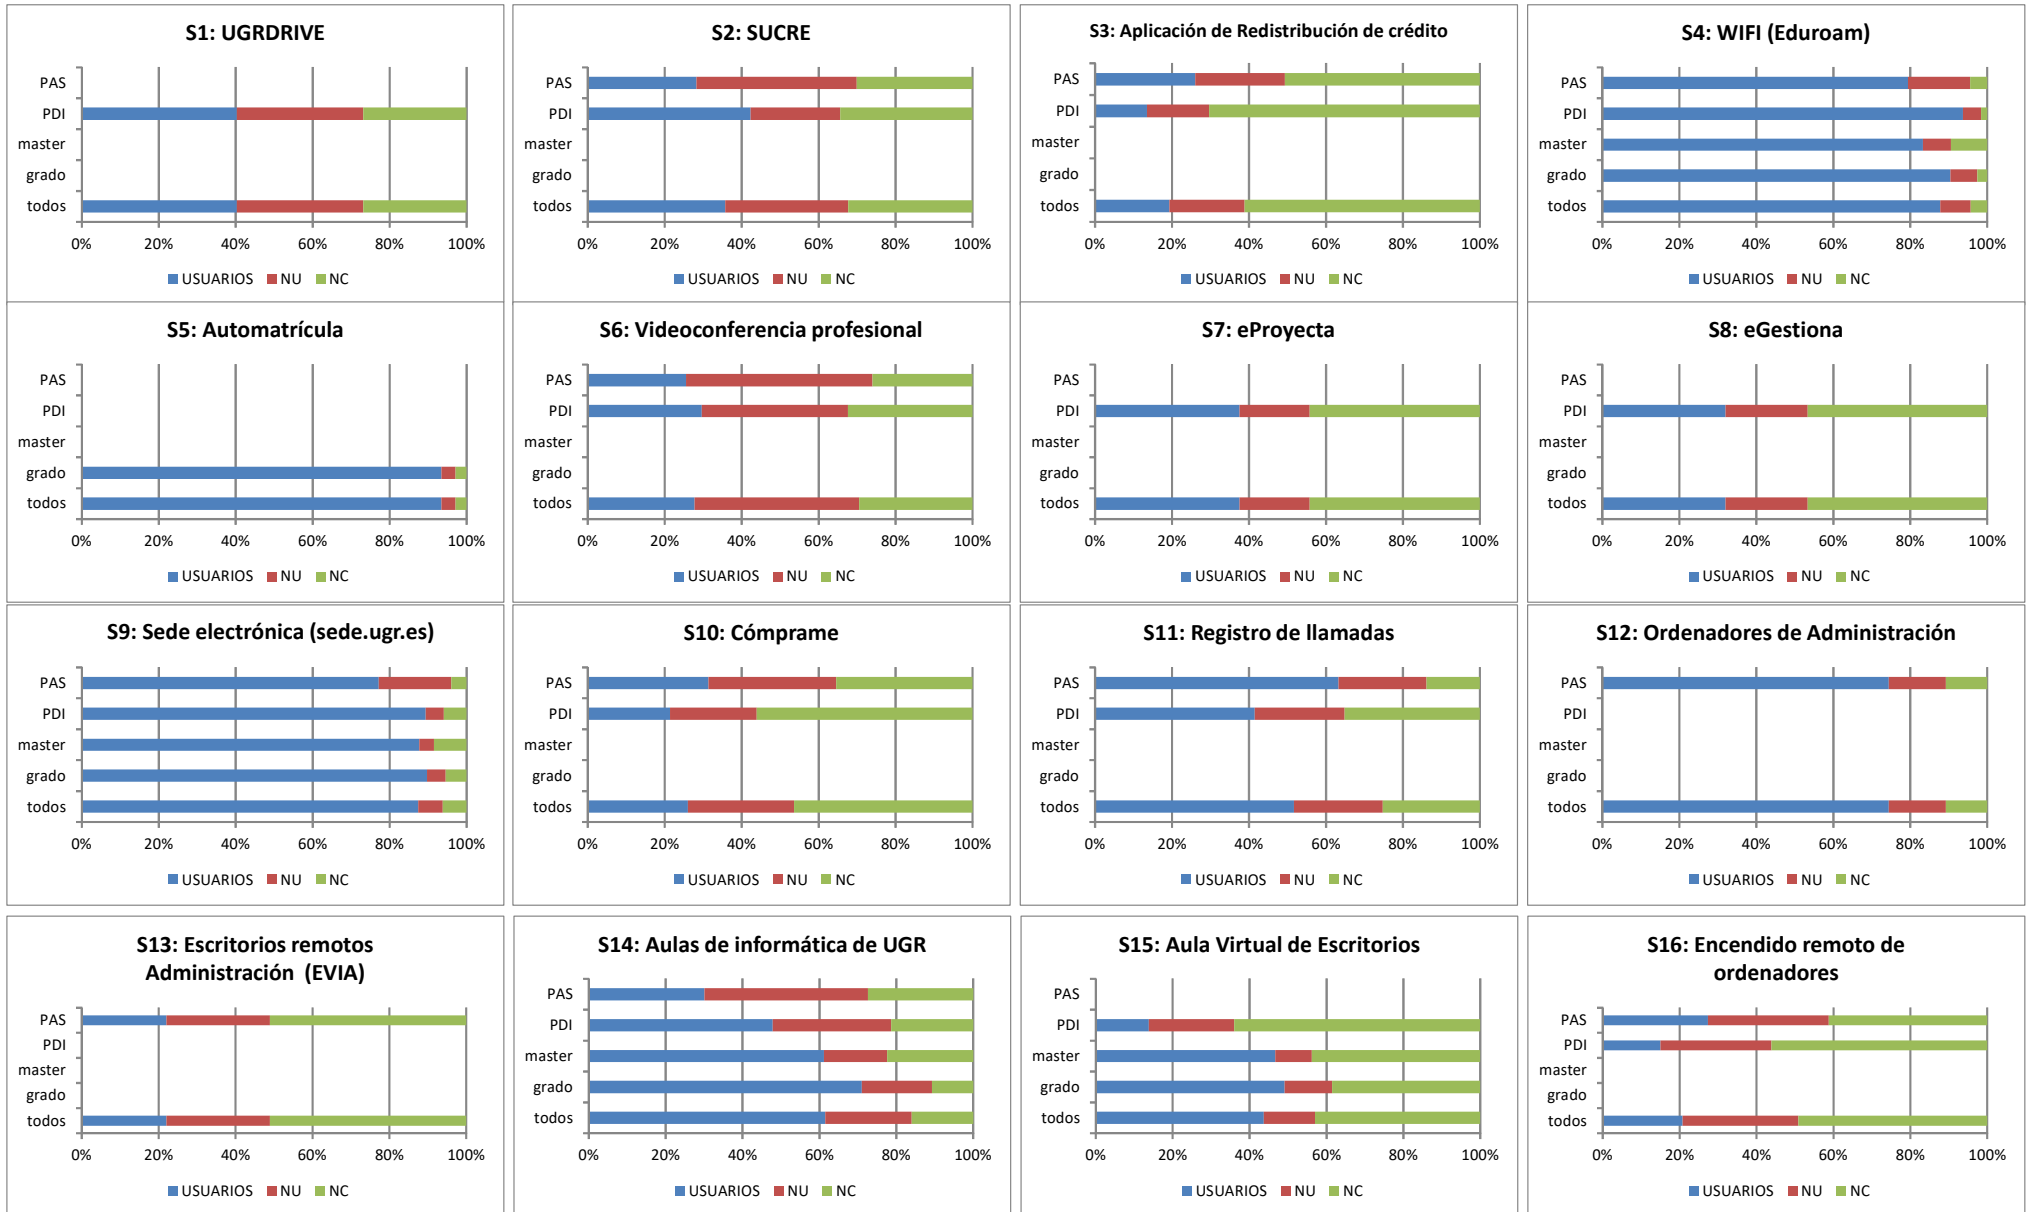 S1: UGRDRIVE
PAS
PDI
master
grado
todos
0% 20% 40% 60% 80% 100%
USUARIOS NU NC
S2: SUCRE
PAS
PDI
master
grado
todos
0% 20% 40% 60% 80% 100%
USUARIOS NU NC
S3: Aplicación de Redistribución de crédito
PAS
PDI
master
grado
todos
0% 20% 40% 60% 80% 100%
USUARIOS NU NC
S4: WIFI (Eduroam)
PAS
PDI
master
grado
todos
0% 20% 40% 60% 80% 100%
USUARIOS NU NC
S5: Automatrícula
PAS
PDI
master
grado
todos
0% 20% 40% 60% 80% 100%
USUARIOS NU NC
S6: Videoconferencia profesional
PAS
PDI
master
grado
todos
0% 20% 40% 60% 80% 100%
USUARIOS NU NC
S7: eProyecta
PAS
PDI
master
grado
todos
0% 20% 40% 60% 80% 100%
USUARIOS NU NC
S8: eGestiona
PAS
PDI
master
grado
todos
0% 20% 40% 60% 80% 100%
USUARIOS NU NC
S9: Sede electrónica (sede.ugr.es)
PAS
PDI
master
grado
todos
0% 20% 40% 60% 80% 100%
USUARIOS NU NC
S10: Cómprame
PAS
PDI
master
grado
todos
0% 20% 40% 60% 80% 100%
USUARIOS NU NC
S11: Registro de llamadas
PAS
PDI
master
grado
todos
0% 20% 40% 60% 80% 100%
USUARIOS NU NC
S12: Ordenadores de Administración
PAS
PDI
master
grado
todos
0% 20% 40% 60% 80% 100%
USUARIOS NU NC
S13: Escritorios remotos
Administración (EVIA)
PAS
PDI
master
grado
todos
0% 20% 40% 60% 80% 100%
USUARIOS NU NC
S14: Aulas de informática de UGR
PAS
PDI
master
grado
todos
0% 20% 40% 60% 80% 100%
USUARIOS NU NC
S15: Aula Virtual de Escritorios
PAS
PDI
master
grado
todos
0% 20% 40% 60% 80% 100%
USUARIOS NU NC
S16: Encendido remoto de
ordenadores
PAS
PDI
master
grado
todos
0% 20% 40% 60% 80% 100%
USUARIOS NU NC